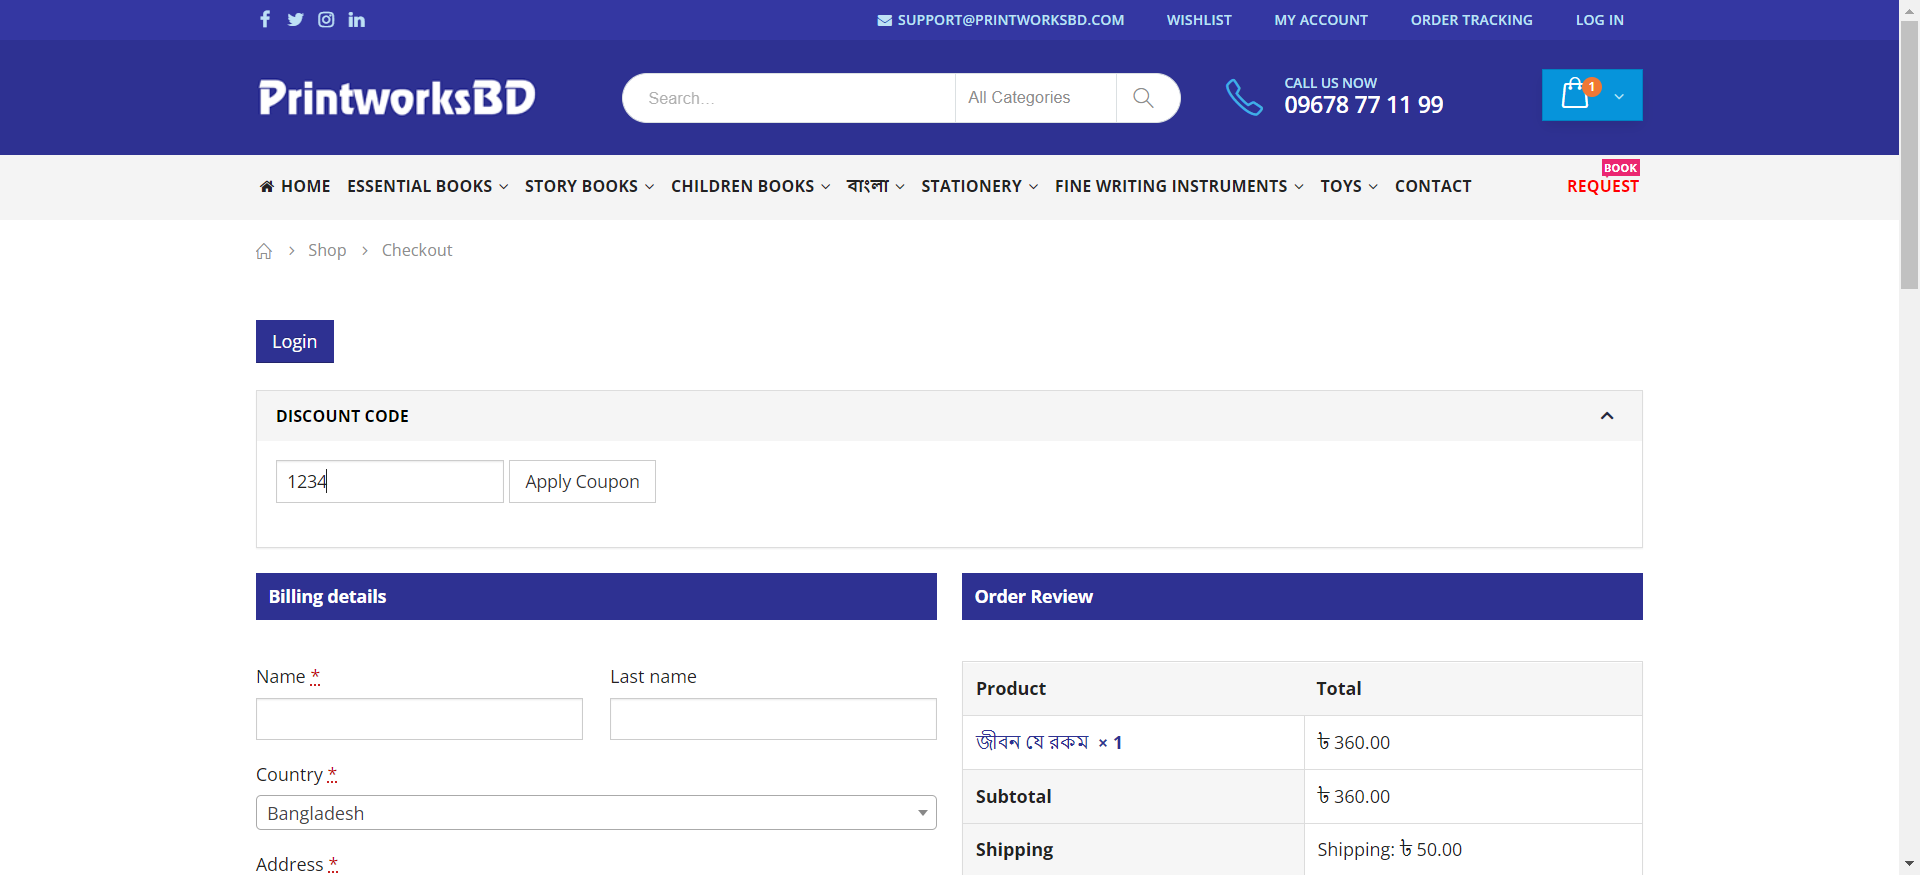 SUPPORT@PRINTWORKSBD.COM WISHLIST MY ACCOUNT ORDER TRACKING LOG IN
PrintworksBD
Search...
All Categories
CALL US NOW
09678 77 11 99
1
HOME ESSENTIAL BOOKS STORY BOOKS CHILDREN BOOKS বাংলা STATIONERY FINE WRITING INSTRUMENTS TOYS CONTACT
BOOK
REQUEST
Shop Checkout
Login
DISCOUNT CODE
1234
Apply Coupon
Billing details
Name *
Last name
Country *
Bangladesh
Address *
Order Review
Product Total
জীবন যে রকম × 1 ৳ 360.00
Subtotal ৳ 360.00
Shipping Shipping: ৳ 50.00